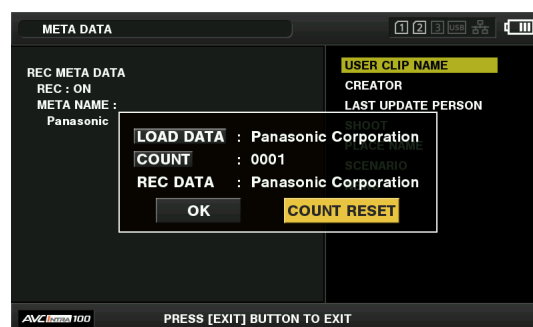 META DATA
1 2 3 USB
REC META DATA
REC : ON
META NAME :
Panasonic
USER CLIP NAME
CREATOR
LAST UPDATE PERSON
SHOOT
PLACE NAME
SCENARIO
LOAD DATA : Panasonic Corporation
COUNT : 0001
REC DATA : Panasonic Corporation
OK COUNT RESET
AVC INTRA 100
PRESS [EXIT] BUTTON TO EXIT